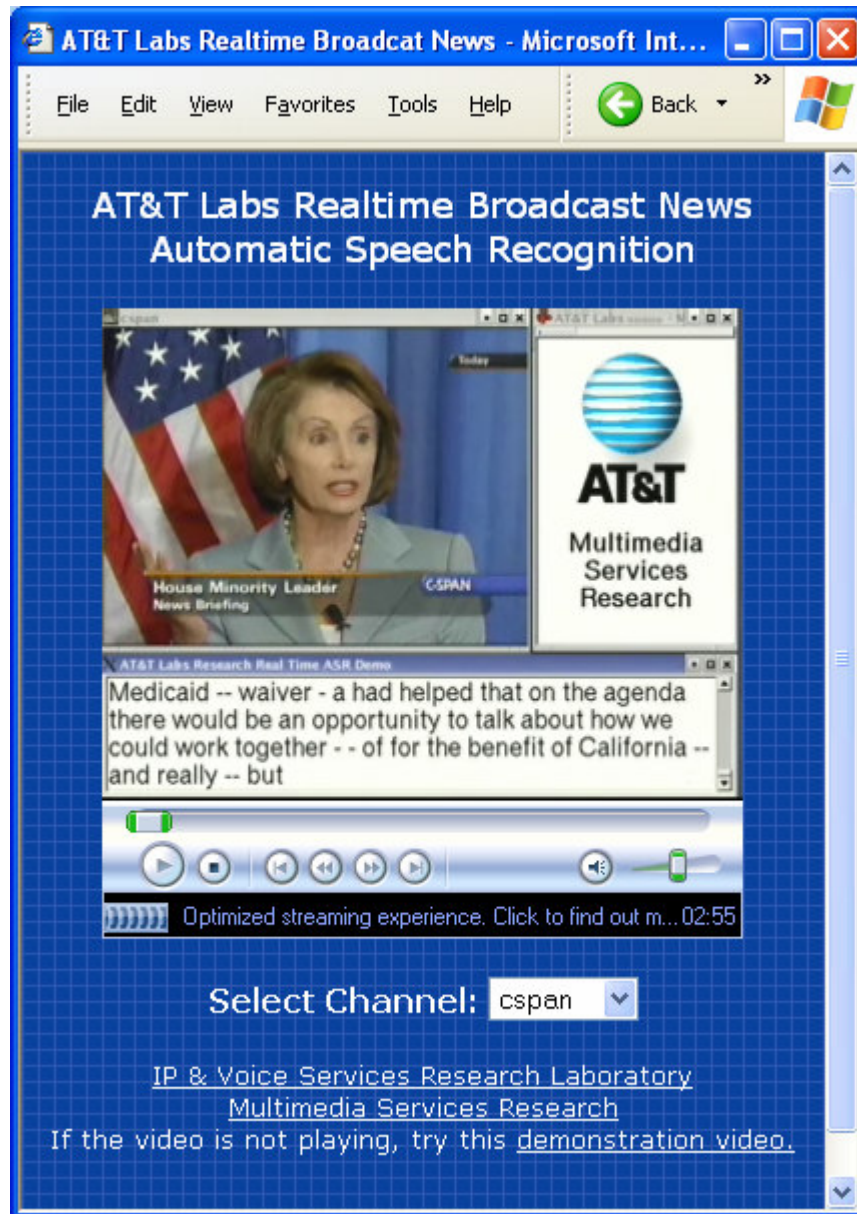 AT&T Labs Realtime Broadcat News - Microsoft Int...
File Edit View Favorites Tools Help Back
AT&T Labs Realtime Broadcast News
Automatic Speech Recognition
cspan
AT&T Labs
Today
AT&T
Multimedia
Services
Research
House Minority Leader
News Briefing
C-SPAN
AT&T Labs Research Real Time ASR Demo
Medicaid -- waiver - a had helped that on the agenda
there would be an opportunity to talk about how we
could work together - - of for the benefit of California --
and really -- but
Optimized streaming experience. Click to find out m... 02:55
Select Channel: cspan
IP & Voice Services Research Laboratory
Multimedia Services Research
If the video is not playing, try this demonstration video.